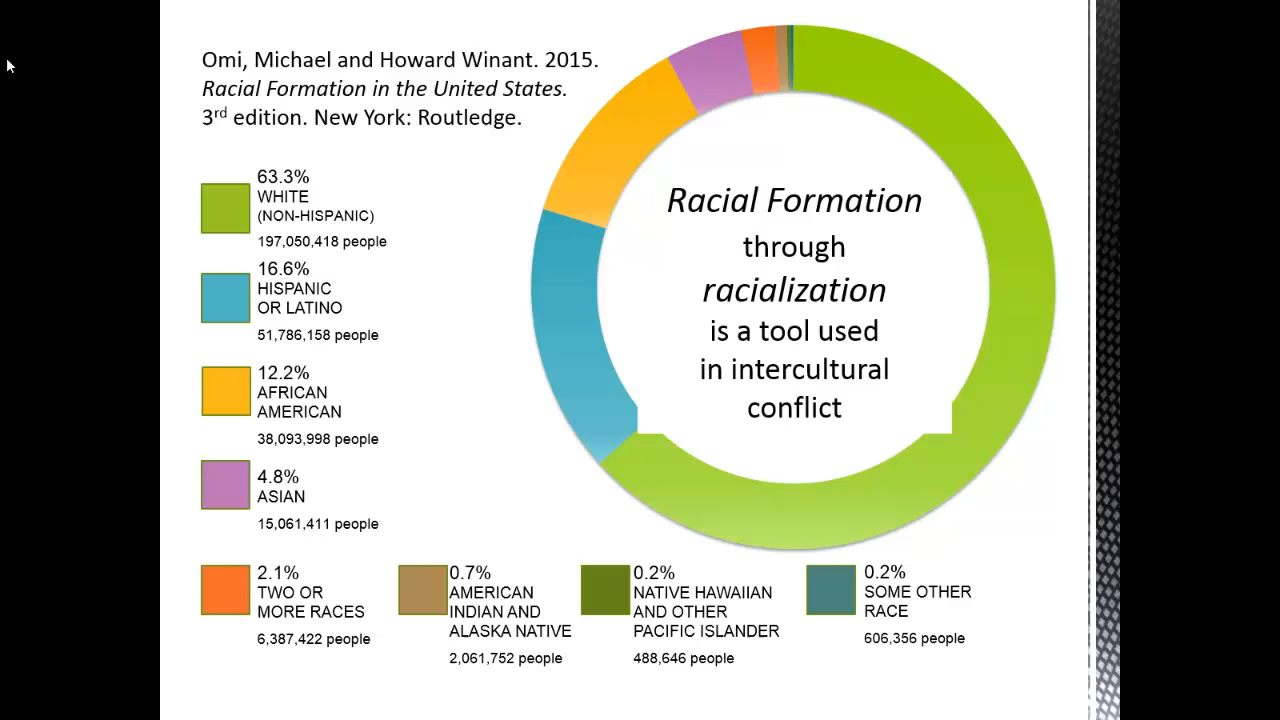 Omi, Michael and Howard Winant. 2015.
Racial Formation in the United States.
3rd edition. New York: Routledge.
63.3%
WHITE
(NON-HISPANIC)
197,050,418 people
16.6%
HISPANIC
OR LATINO
51,786,158 people
12.2%
AFRICAN
AMERICAN
38,093,998 people
4.8%
ASIAN
15,061,411 people
Racial Formation
through
racialization
is a tool used
in intercultural
conflict
2.1%
TWO OR
MORE RACES
6,387,422 people
0.7%
AMERICAN
INDIAN AND
ALASKA NATIVE
2,061,752 people
0.2%
NATIVE HAWAIIAN
AND OTHER
PACIFIC ISLANDER
488,646 people
0.2%
SOME OTHER
RACE
606,356 people